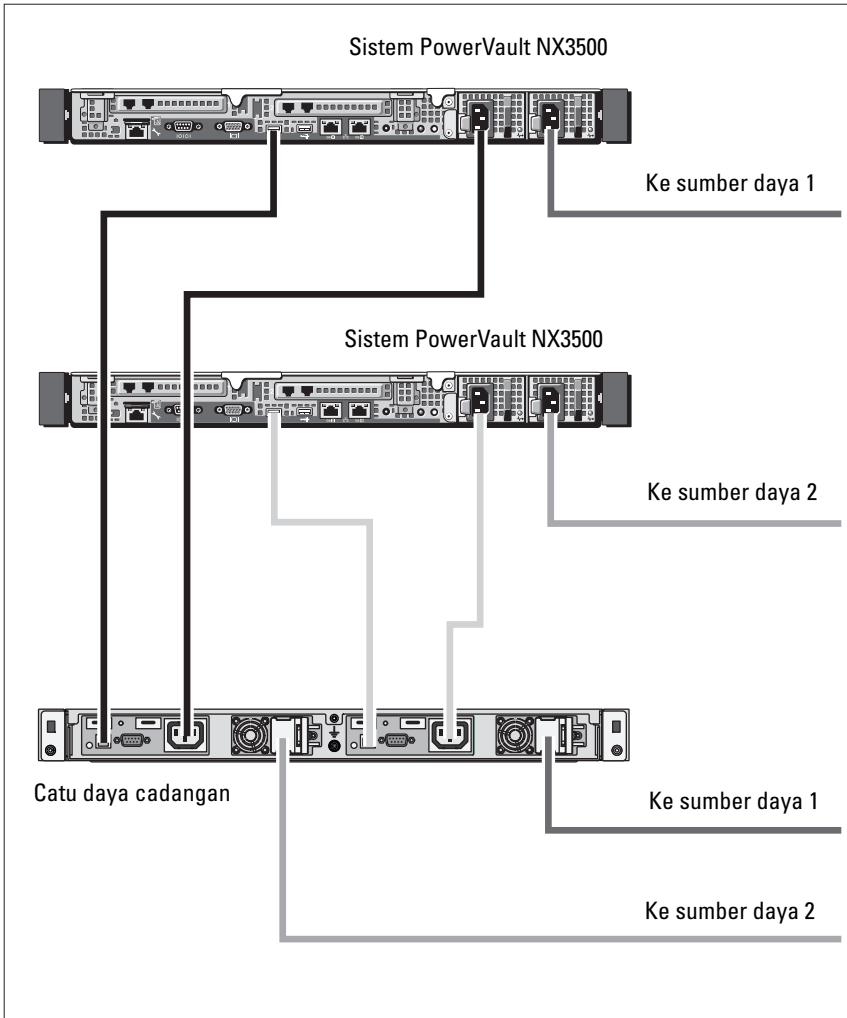 Sistem PowerVault NX3500
Ke sumber daya 1
Sistem PowerVault NX3500
Ke sumber daya 2
Catu daya cadangan
Ke sumber daya 1
Ke sumber daya 2